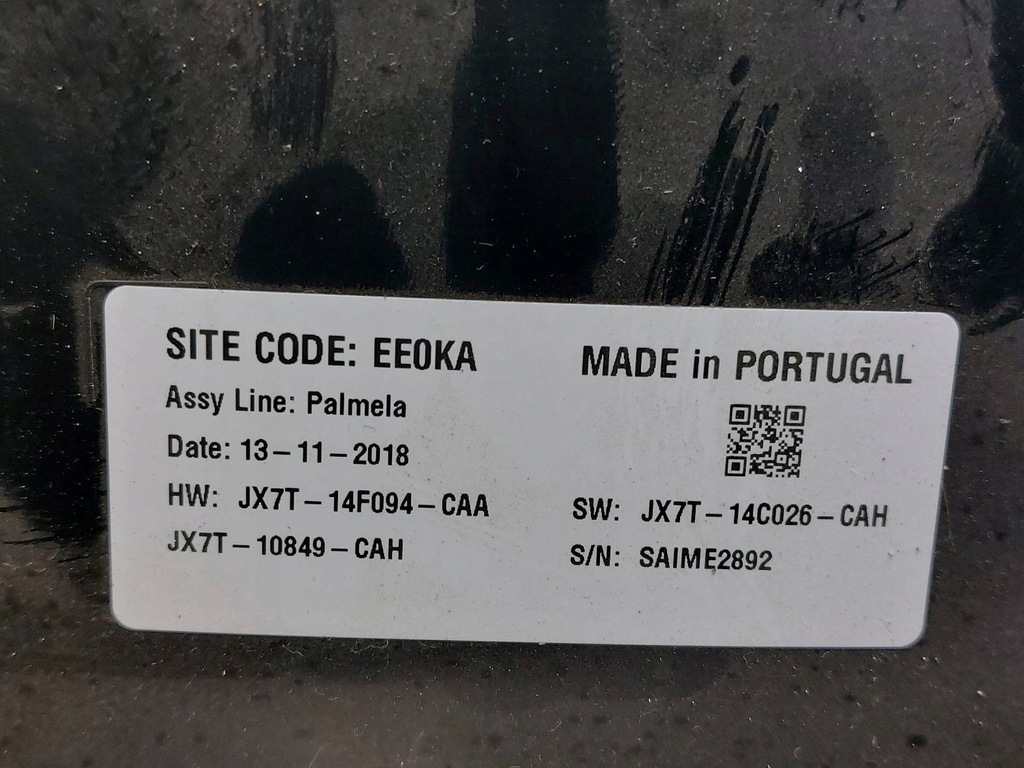 SITE CODE: EE0KA
Assy Line: Palmela
Date: 13-11-2018
HW: JX7T-14F094-CAA
JX7T-10849-CAH
MADE in PORTUGAL
SW: JX7T-14C026-CAH
S/N: SAIME2892